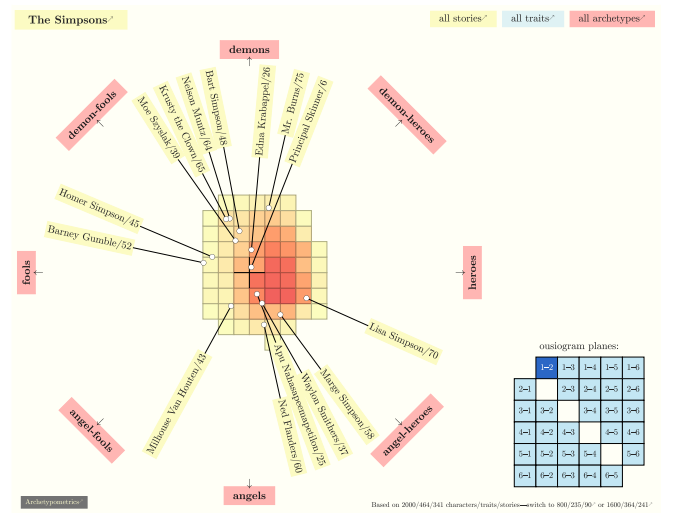 The Simpsons↗
all stories↗
all traits↗
all archetypes↗
demons
demon-fools
demon-heroes
Moe Szyslak/39
Krusty the Clown/65
Nelson Muntz/64
Bart Simpson/48
Edna Krabappel/26
Mr. Burns/75
Principal Skinner/6
Homer Simpson/45
Barney Gumble/52
fools
heroes
Lisa Simpson/70
Milhouse Van Houten/43
Ned Flanders/60
Apu Nahasapeemapetilon/25
Waylon Smithers/37
Marge Simpson/58
angel-fools
angel-heroes
angels
ousiogram planes:
1–2 1–3 1–4 1–5 1–6
2–1 2–3 2–4 2–5 2–6
3–1 3–2 3–4 3–5 3–6
4–1 4–2 4–3 4–5 4–6
5–1 5–2 5–3 5–4 5–6
6–1 6–2 6–3 6–4 6–5
Archetypometrics↗
Based on 2000/464/341 characters/traits/stories—switch to 800/235/90↗ or 1600/364/241↗